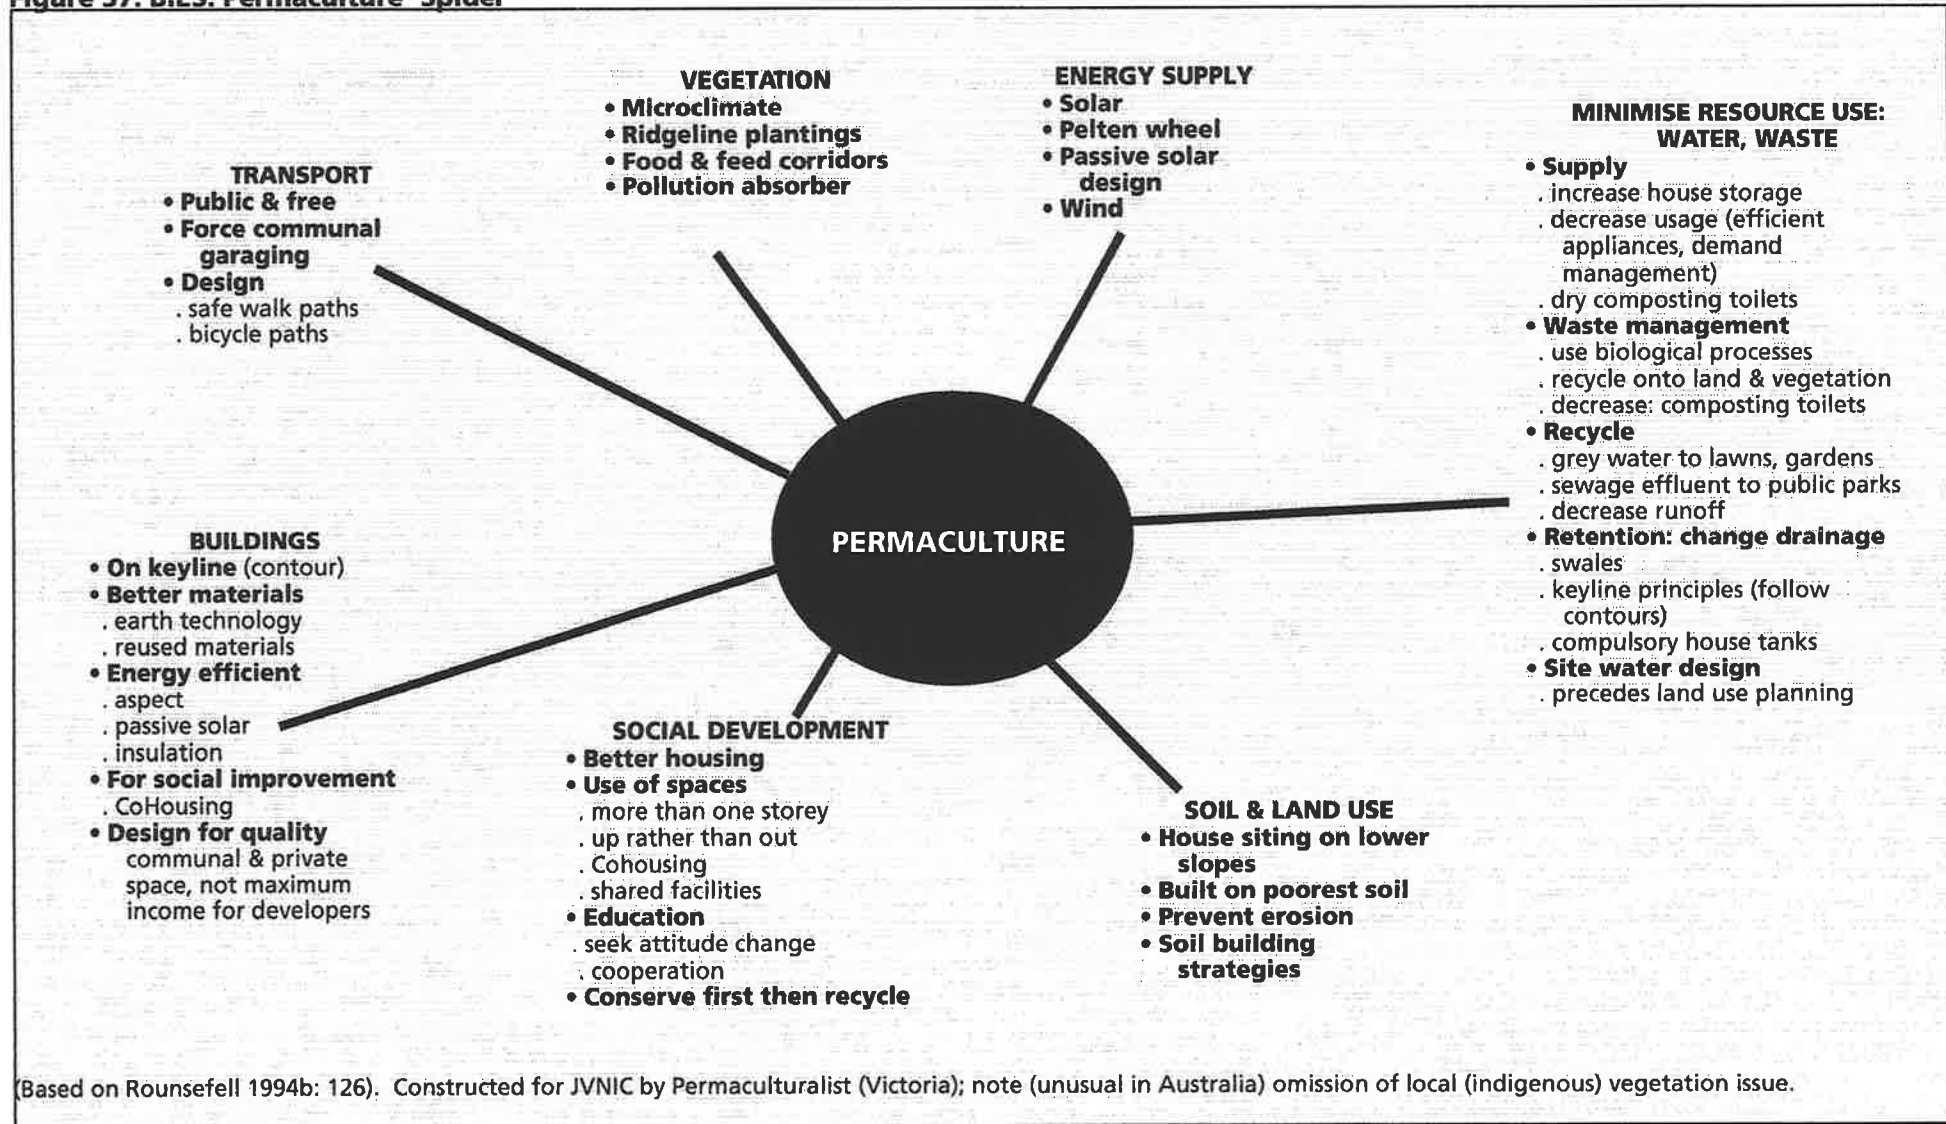 Figure 37: BIES: Permaculture 'Spider'
VEGETATION
• Microclimate
• Ridgeline plantings
• Food & feed corridors
• Pollution absorber
ENERGY SUPPLY
• Solar
• Pelten wheel
• Passive solar
design
• Wind
MINIMISE RESOURCE USE:
WATER, WASTE
• Supply
. increase house storage
. decrease usage (efficient
appliances, demand
management)
. dry composting toilets
• Waste management
. use biological processes
. recycle onto land & vegetation
. decrease: composting toilets
• Recycle
. grey water to lawns, gardens
. sewage effluent to public parks
. decrease runoff
• Retention: change drainage
. swales
. keyline principles (follow
contours)
. compulsory house tanks
• Site water design
. precedes land use planning
TRANSPORT
• Public & free
• Force communal
garaging
• Design
. safe walk paths
. bicycle paths
PERMACULTURE
BUILDINGS
• On keyline (contour)
• Better materials
. earth technology
. reused materials
• Energy efficient
. aspect
. passive solar
. insulation
• For social improvement
. CoHousing
• Design for quality
communal & private
space, not maximum
income for developers
SOCIAL DEVELOPMENT
• Better housing
• Use of spaces
. more than one storey
. up rather than out
. Cohousing
. shared facilities
• Education
. seek attitude change
. cooperation
• Conserve first then recycle
SOIL & LAND USE
• House siting on lower
slopes
• Built on poorest soil
• Prevent erosion
• Soil building
strategies
(Based on Rounsefell 1994b: 126). Constructed for JVNIC by Permaculturalist (Victoria); note (unusual in Australia) omission of local (indigenous) vegetation issue.